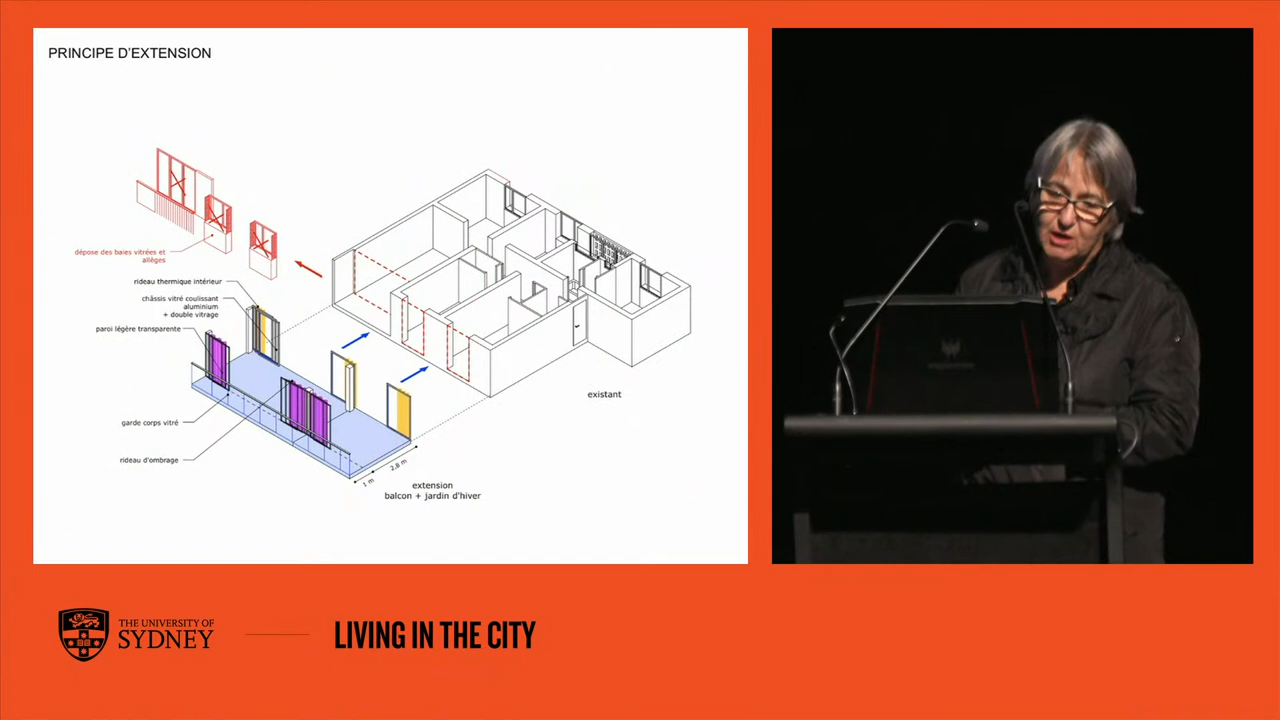 PRINCIPE D'EXTENSION
dépose des baies vitrées et
allèges
rideau thermique intérieur
châssis vitré coulissant
aluminium
+ double vitrage
paroi légère transparente
garde corps vitré
rideau d'ombrage
1 m
2,8 m
extension
balcon + jardin d'hiver
existant
THE UNIVERSITY OF
SYDNEY
LIVING IN THE CITY